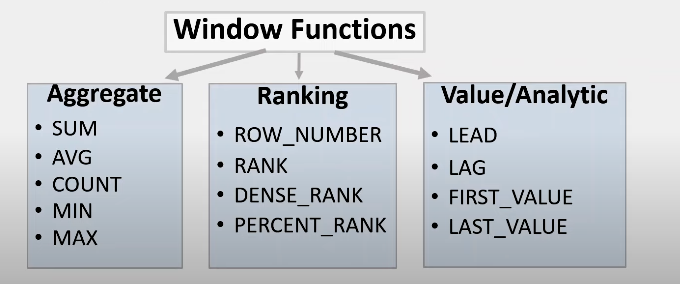 Window Functions
Aggregate
• SUM
• AVG
• COUNT
• MIN
• MAX
Ranking
• ROW_NUMBER
• RANK
• DENSE_RANK
• PERCENT_RANK
Value/Analytic
• LEAD
• LAG
• FIRST_VALUE
• LAST_VALUE